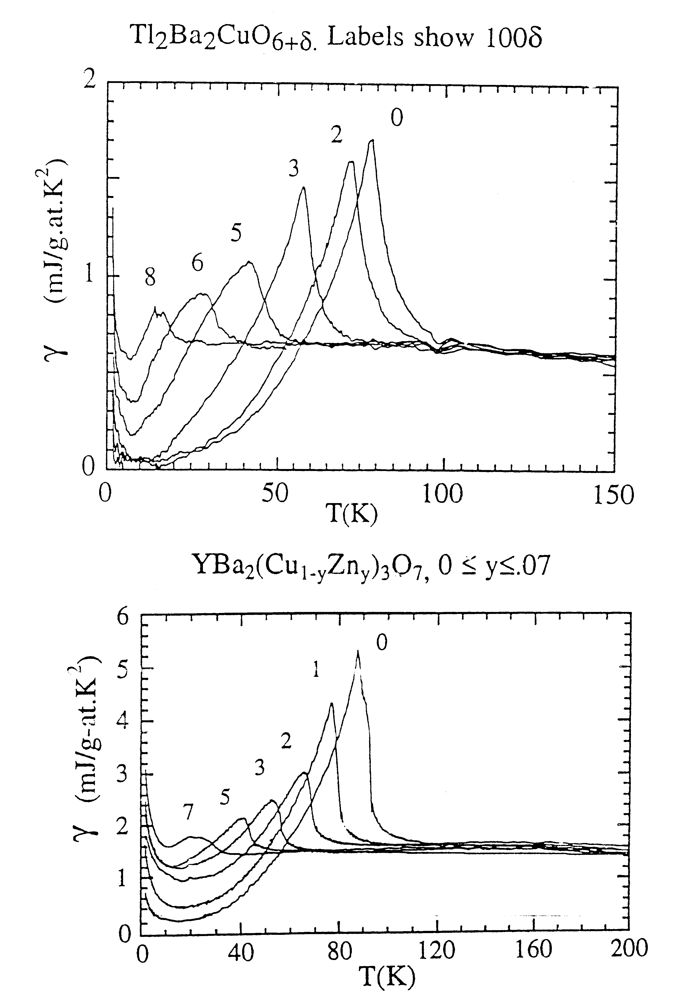 Tl₂Ba₂CuO₆₊δ. Labels show 100δ
2
0
2
3
5
6
8
1
γ (mJ/g.at.K²)
0
0 50 100 150
T(K)
YBa₂(Cu₁₋yZny)₃O₇, 0 ≤ y≤.07
6
0
5
1
4
2
3
3
5
7
2
γ (mJ/g-at.K²)
1
0
0 40 80 120 160 200
T(K)